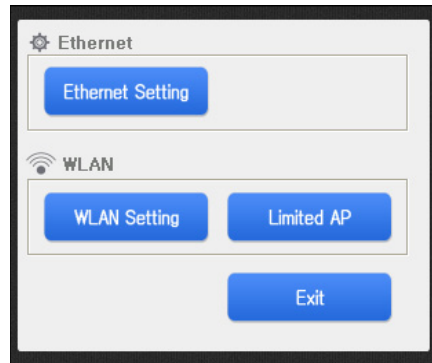 Ethernet
Ethernet Setting
WLAN
WLAN Setting
Limited AP
Exit